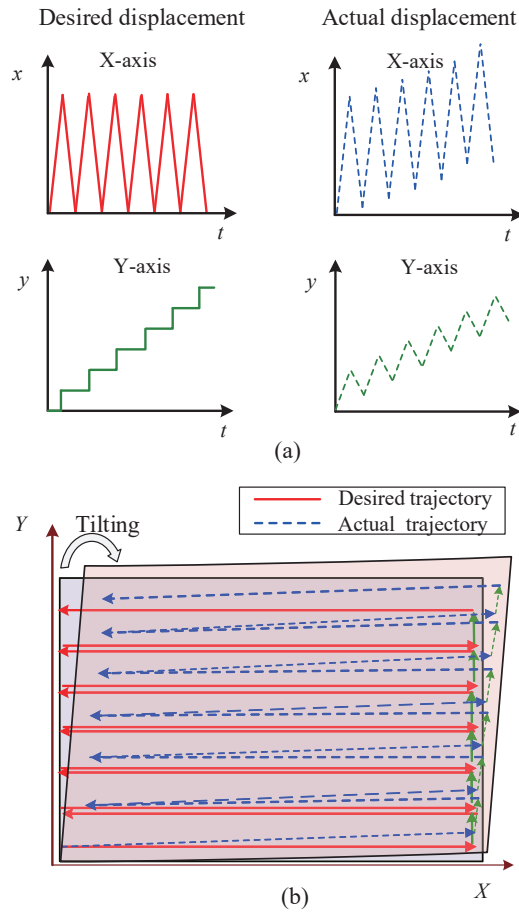 Desired displacement
Actual displacement
x
X-axis
t
x
X-axis
t
y
Y-axis
t
y
Y-axis
t
(a)
Desired trajectory
Actual trajectory
Y
Tilting
X
(b)